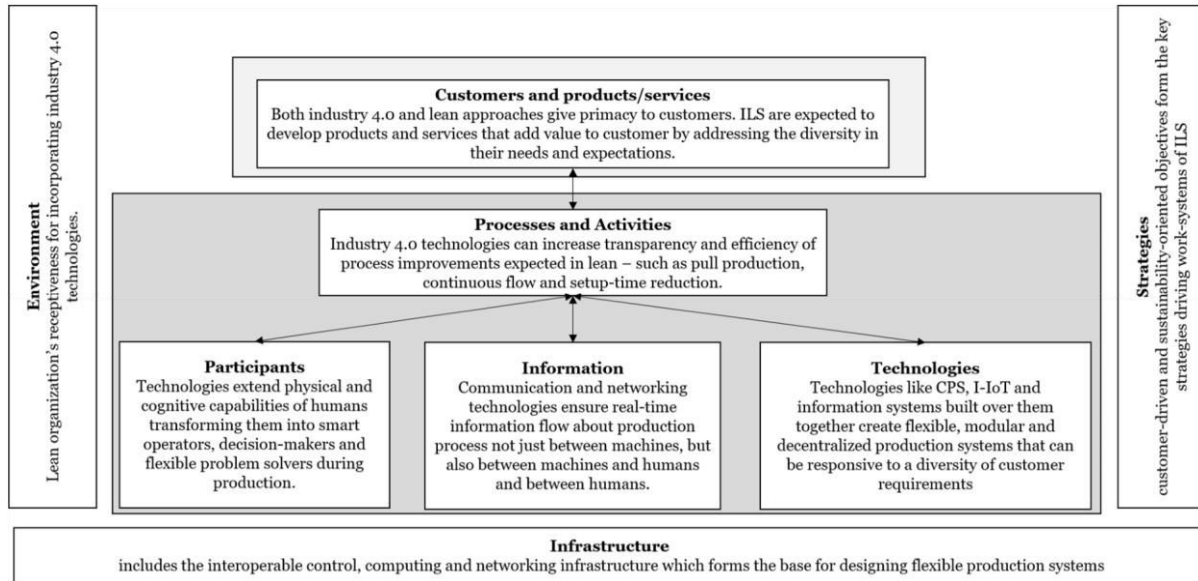 Environment
Lean organization's receptiveness for incorporating industry 4.0
technologies.
Customers and products/services
Both industry 4.0 and lean approaches give primacy to customers. ILS are expected to
develop products and services that add value to customer by addressing the diversity in
their needs and expectations.
Processes and Activities
Industry 4.0 technologies can increase transparency and efficiency of
process improvements expected in lean – such as pull production,
continuous flow and setup-time reduction.
Participants
Technologies extend physical and
cognitive capabilities of humans
transforming them into smart
operators, decision-makers and
flexible problem solvers during
production.
Information
Communication and networking
technologies ensure real-time
information flow about production
process not just between machines, but
also between machines and humans
and between humans.
Technologies
Technologies like CPS, I-IoT and
information systems built over them
together create flexible, modular and
decentralized production systems that can
be responsive to a diversity of customer
requirements
Strategies
customer-driven and sustainability-oriented objectives form the key
strategies driving work-systems of ILS
Infrastructure
includes the interoperable control, computing and networking infrastructure which forms the base for designing flexible production systems